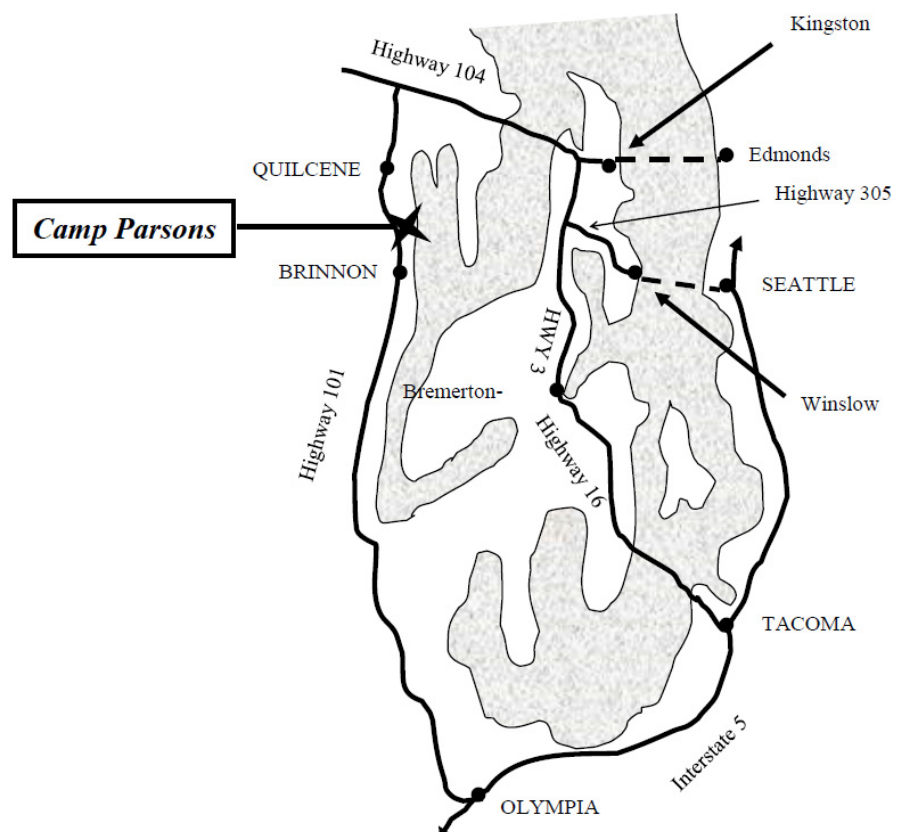 Kingston
Highway 104
Edmonds
QUILCENE
Highway 305
Camp Parsons
BRINNON
SEATTLE
HWY 3
Bremerton-
Winslow
Highway 101
Highway 16
TACOMA
Interstate 5
OLYMPIA